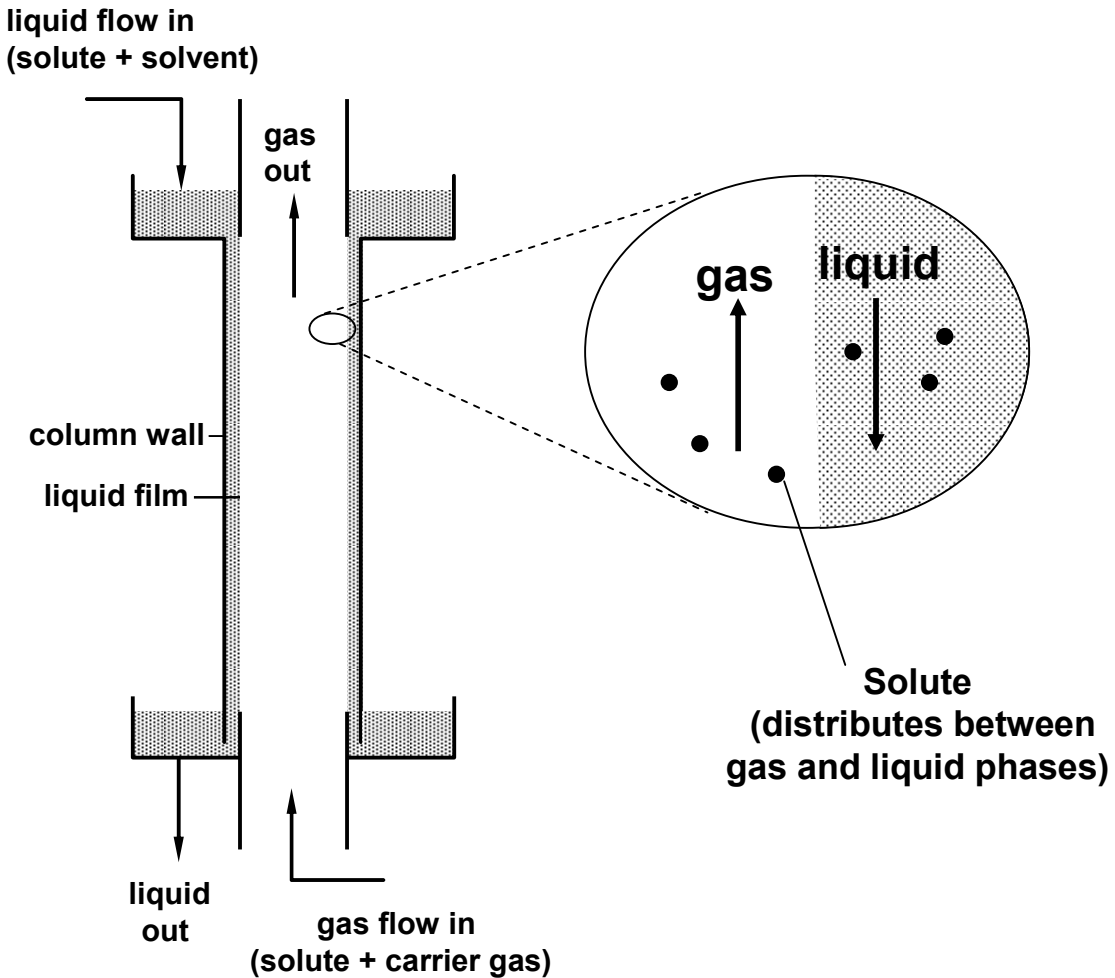 liquid flow in
(solute + solvent)
gas
out
gas
liquid
column wall
liquid film
Solute
(distributes between
gas and liquid phases)
liquid
out
gas flow in
(solute + carrier gas)